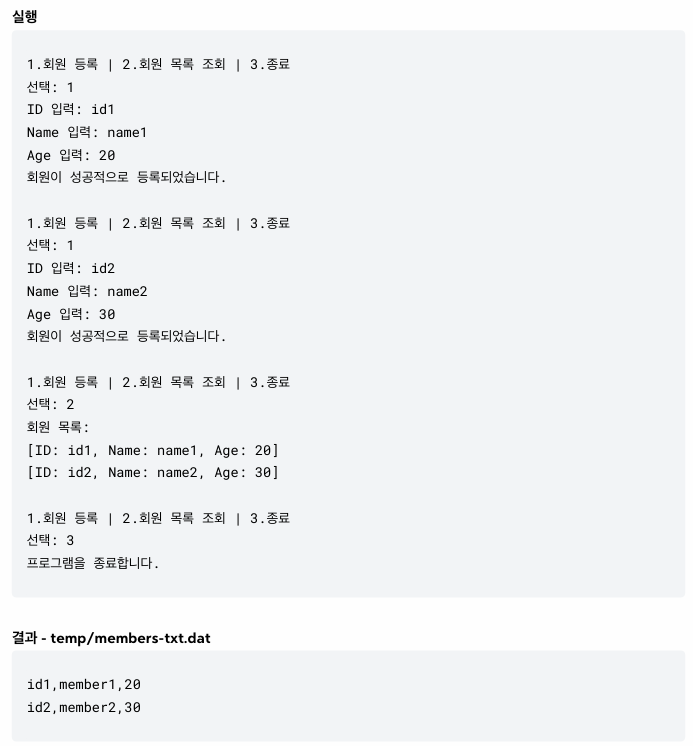 실행
1.회원 등록 | 2.회원 목록 조회 | 3.종료
선택: 1
ID 입력: id1
Name 입력: name1
Age 입력: 20
회원이 성공적으로 등록되었습니다.
1.회원 등록 | 2.회원 목록 조회 | 3.종료
선택: 1
ID 입력: id2
Name 입력: name2
Age 입력: 30
회원이 성공적으로 등록되었습니다.
1.회원 등록 | 2.회원 목록 조회 | 3.종료
선택: 2
회원 목록:
[ID: id1, Name: name1, Age: 20]
[ID: id2, Name: name2, Age: 30]
1.회원 등록 | 2.회원 목록 조회 | 3.종료
선택: 3
프로그램을 종료합니다.
결과 - temp/members-txt.dat
id1,member1,20
id2,member2,30